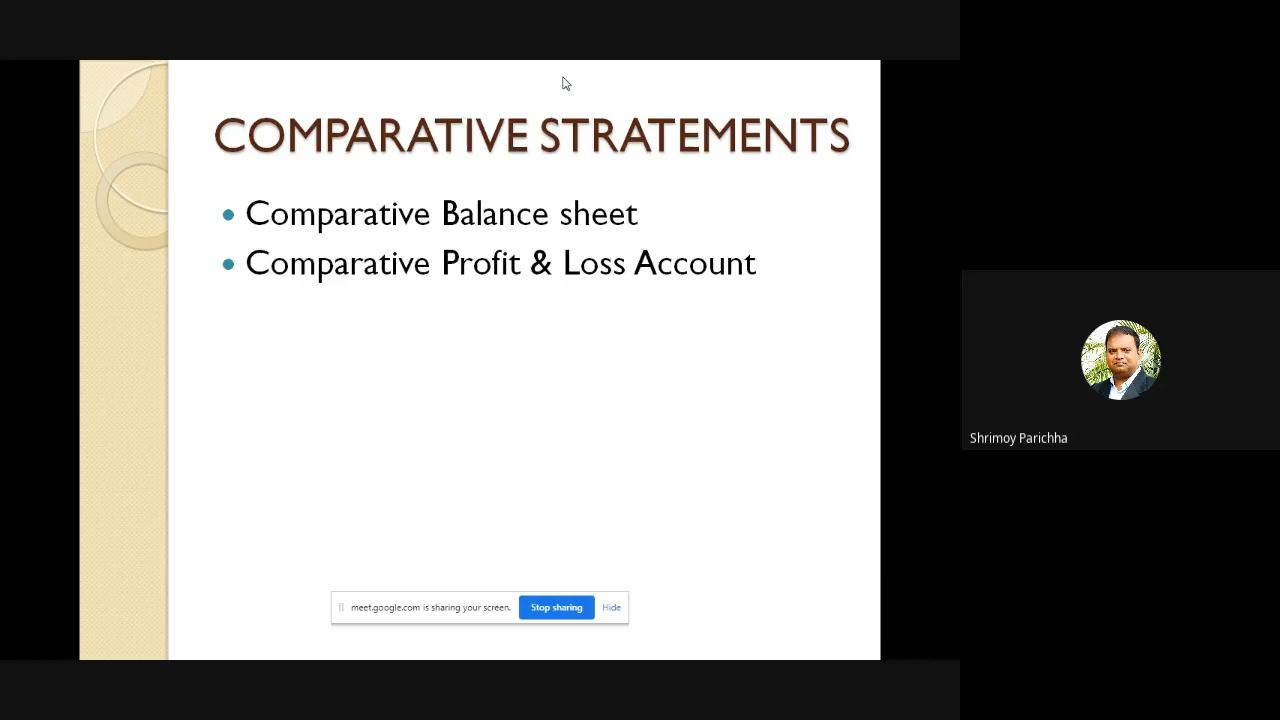 COMPARATIVE STRATEMENTS
• Comparative Balance sheet
• Comparative Profit & Loss Account
meet.google.com is sharing your screen. Stop sharing Hide
Shrimoy Parichha